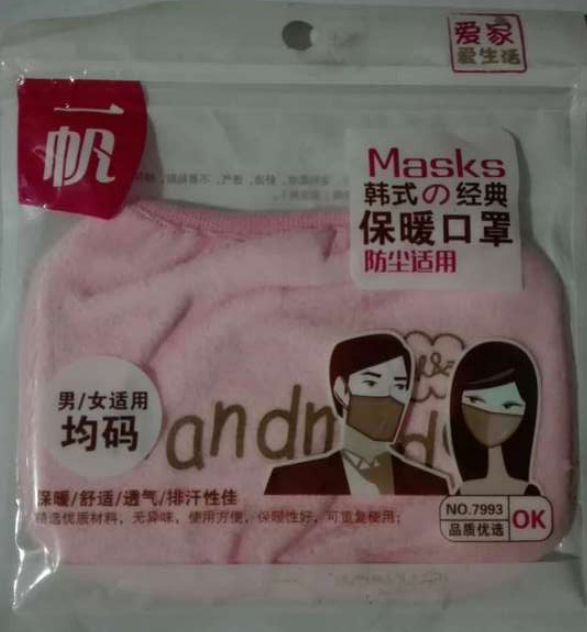 爱家
爱生活
一帆
Masks
韩式の经典
保暖口罩
防尘适用
男/女适用
均码
andm
保暖/舒适/透气/排汗性佳
精选优质材料，无异味，使用方便，保暖性好，可重复使用；
NO.7993
品质优选
OK